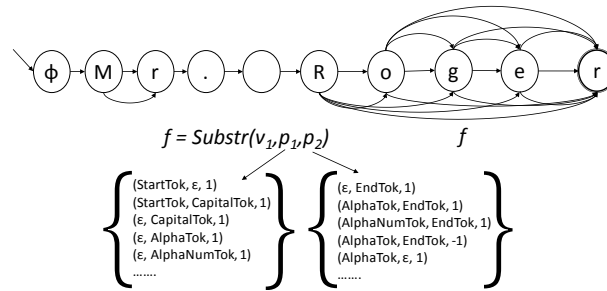 ϕ M r . R o g e r
f = Substr(v₁,p₁,p₂) f
(StartTok, ε, 1)
(StartTok, CapitalTok, 1)
(ε, CapitalTok, 1)
(ε, AlphaTok, 1)
(ε, AlphaNumTok, 1)
…….
(ε, EndTok, 1)
(AlphaTok, EndTok, 1)
(AlphaNumTok, EndTok, 1)
(AlphaTok, EndTok, -1)
(AlphaTok, ε, 1)
…….